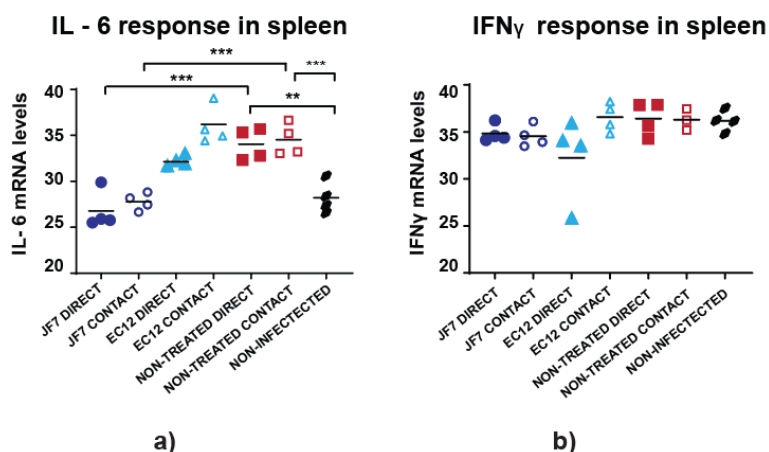 IL - 6 response in spleen
***
***
***
**
IL- 6 mRNA levels
40
35
30
25
20
JF7 DIRECT
JF7 CONTACT
EC12 DIRECT
EC12 CONTACT
NON-TREATED DIRECT
NON-TREATED CONTACT
NON-INFECTECTED
a)
IFNγ response in spleen
IFNγ mRNA levels
40
35
30
25
20
JF7 DIRECT
JF7 CONTACT
EC12 DIRECT
EC12 CONTACT
NON-TREATED DIRECT
NON-TREATED CONTACT
NON-INFECTECTED
b)